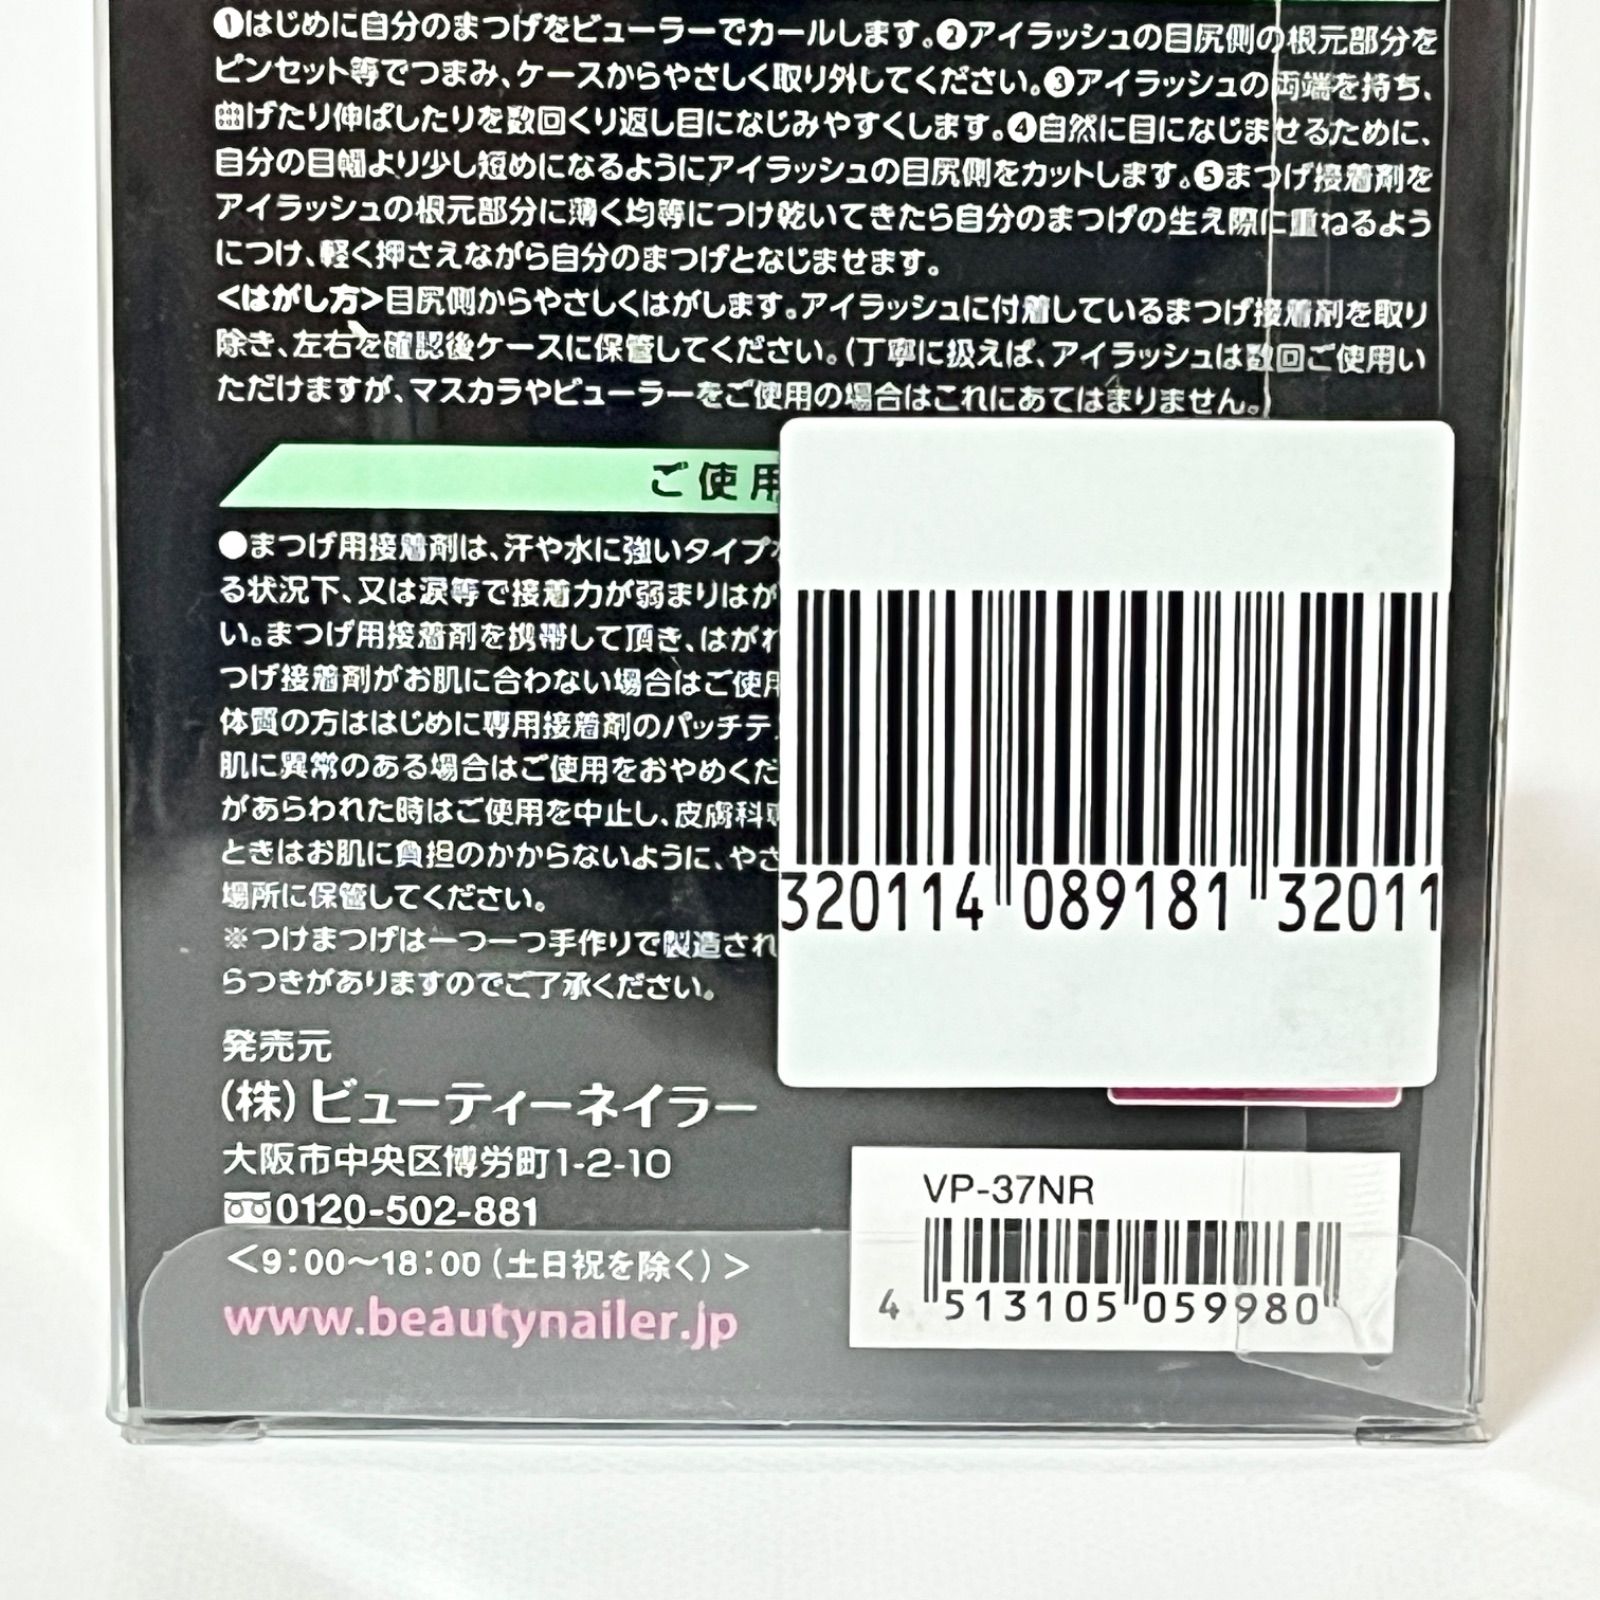 ❶はじめに自分のまつげをビューラーでカールします。❷アイラッシュの目尻側の根元部分を
ピンセット等でつまみ、ケースからやさしく取り外してください。❸アイラッシュの両端を持ち、
曲げたり伸ばしたりを数回くり返し目になじみやすくします。❹自然に目になじませるために、
自分の目幅より少し短めになるようにアイラッシュの目尻側をカットします。❺まつげ接着剤を
アイラッシュの根元部分に薄く均等につけ乾いてきたら自分のまつげの生え際に重ねるよう
につけ、軽く押さえながら自分のまつげとなじませます。
<はがし方>目尻側からやさしくはがします。アイラッシュに付着しているまつげ接着剤を取り
除き、左右を確認後ケースに保管してください。(丁寧に扱えば、アイラッシュは数回ご使用い
ただけますが、マスカラやビューラーをご使用の場合はこれにあてはまりません。)
ご使用
●まつげ用接着剤は、汗や水に強いタイプ
る状況下、又は涙等で接着力が弱まりはが
い。まつげ用接着剤を携帯して頂き、はがれ
つげ接着剤がお肌に合わない場合はご使用
体質の方ははじめに専用接着剤のパッチテス
肌に異常のある場合はご使用をおやめくだ
があらわれた時はご使用を中止し、皮膚科専
ときはお肌に負担のかからないように、やさ
場所に保管してください。
※つけまつげは一つ一つ手作りで製造され
らつきがありますのでご了承ください。
320114 089181 32011
発売元
(株)ビューティーネイラー
大阪市中央区博労町1-2-10
0120-502-881
<9:00〜18:00(土日祝を除く)>
www.beautynailer.jp
VP-37NR
4 513105 059980